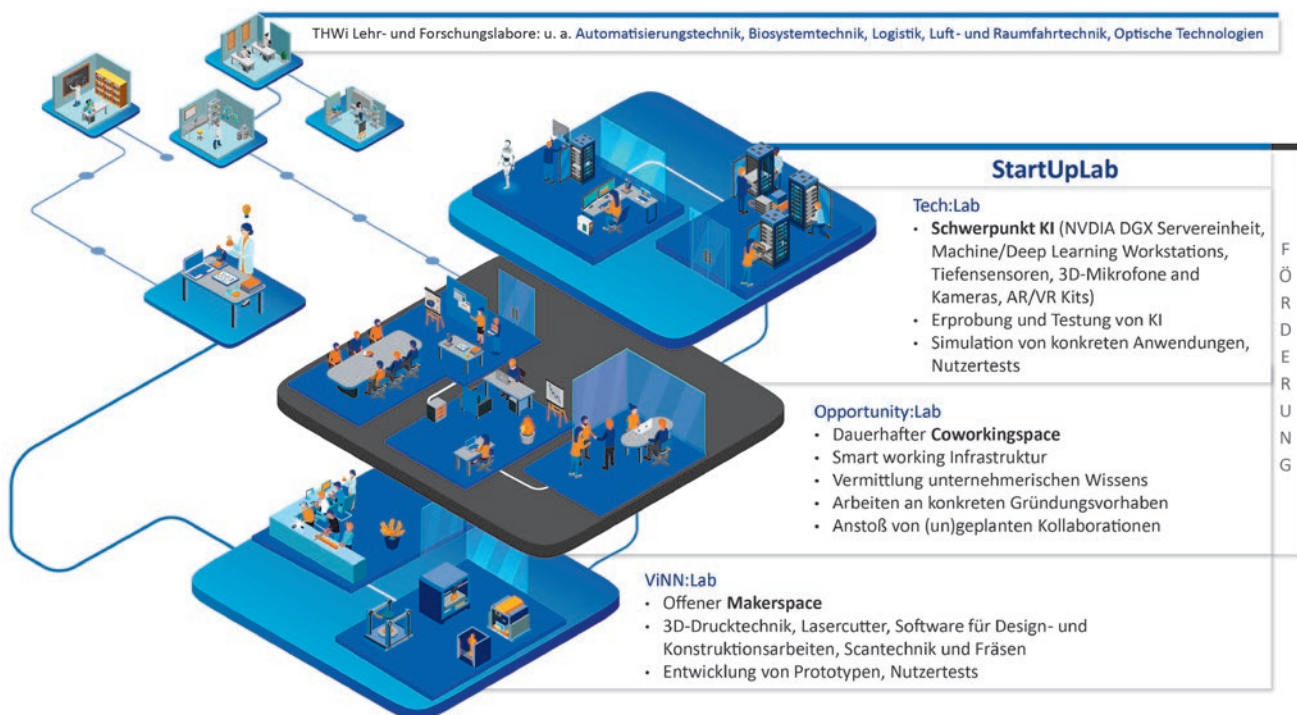 THWi Lehr- und Forschungslabore: u. a. Automatisierungstechnik, Biosystemtechnik, Logistik, Luft- und Raumfahrtechnik, Optische Technologien
StartUpLab
Tech:Lab
• Schwerpunkt KI (NVIDIA DGX Servereinheit,
Machine/Deep Learning Workstations,
Tiefensensoren, 3D-Mikrofone and
Kameras, AR/VR Kits)
• Erprobung und Testung von KI
• Simulation von konkreten Anwendungen,
Nutzertests
FÖRDERUNG
Opportunity:Lab
• Dauerhafter Coworkingspace
• Smart working Infrastruktur
• Vermittlung unternehmerischen Wissens
• Arbeiten an konkreten Gründungsvorhaben
• Anstoß von (un)geplanten Kollaborationen
ViNN:Lab
• Offener Makerspace
• 3D-Drucktechnik, Lasercutter, Software für Design- und
Konstruktionsarbeiten, Scantechnik und Fräsen
• Entwicklung von Prototypen, Nutzertests